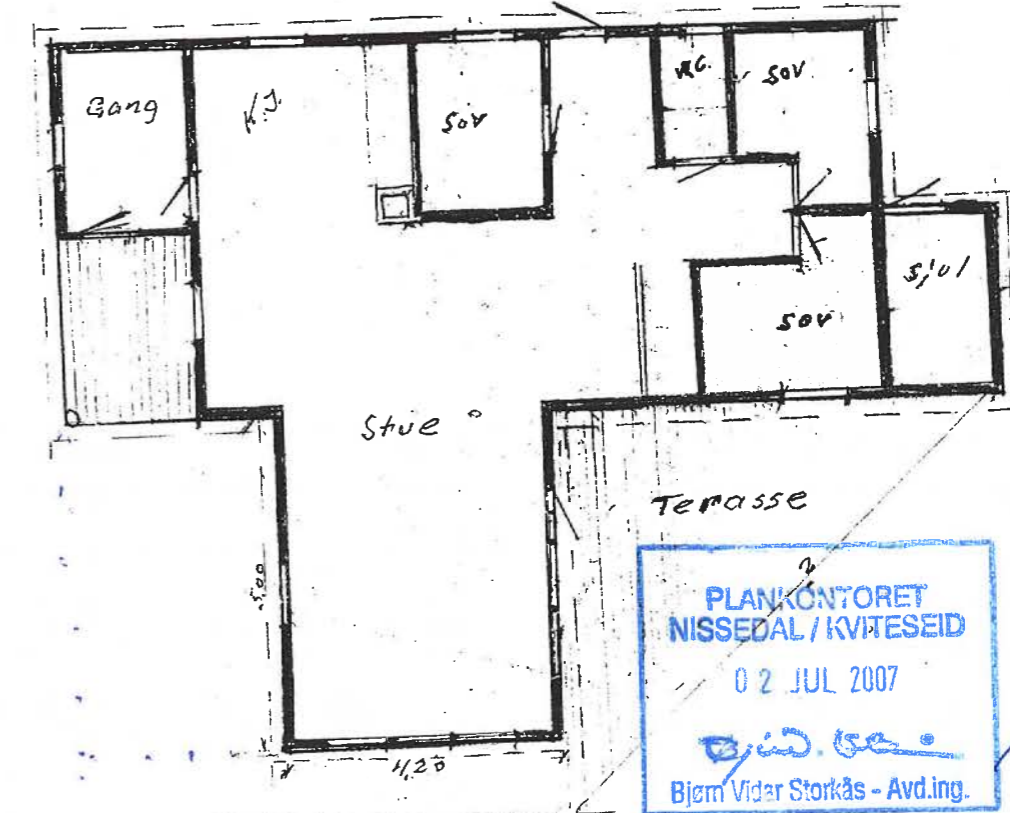 Gang
K.J.
Sov
WC.
Sov
Sjul
Sov
Stue
Terasse
5,00
4,20
PLANKONTORET
NISSEDAL / KVITESEID
02 JUL 2007
Bjørn Vidar Storkås - Avd.ing.